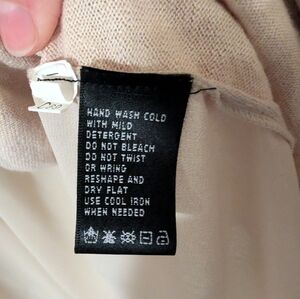 HAND WASH COLD
WITH MILD
DETERGENT
DO NOT BLEACH
DO NOT TWIST
OR WRING
RESHAPE AND
DRY FLAT
USE COOL IRON
WHEN NEEDED